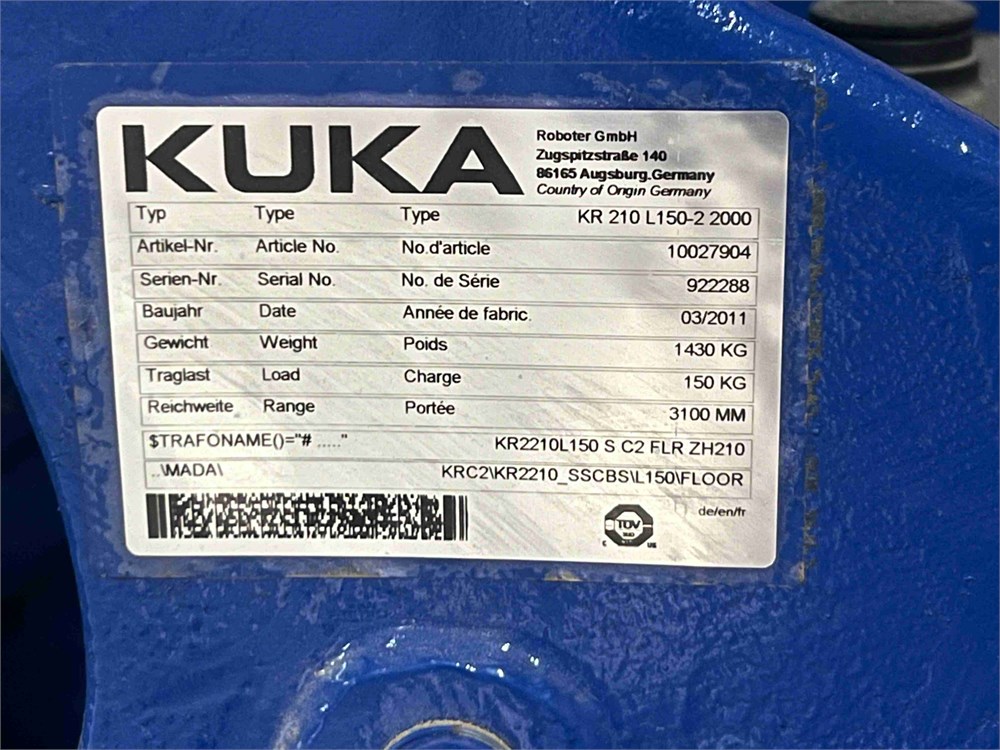 KUKA
Roboter GmbH
Zugspitzstraße 140
86165 Augsburg.Germany
Country of Origin Germany
Typ Type Type KR 210 L150-2 2000
Artikel-Nr. Article No. No.d'article 10027904
Serien-Nr. Serial No. No. de Série 922288
Baujahr Date Année de fabric. 03/2011
Gewicht Weight Poids 1430 KG
Traglast Load Charge 150 KG
Reichweite Range Portée 3100 MM
$TRAFONAME()="# ....." KR2210L150 S C2 FLR ZH210
..\MADA\ KRC2\KR2210_SSCBS\L150\FLOOR
TÜV
C US
de/en/fr